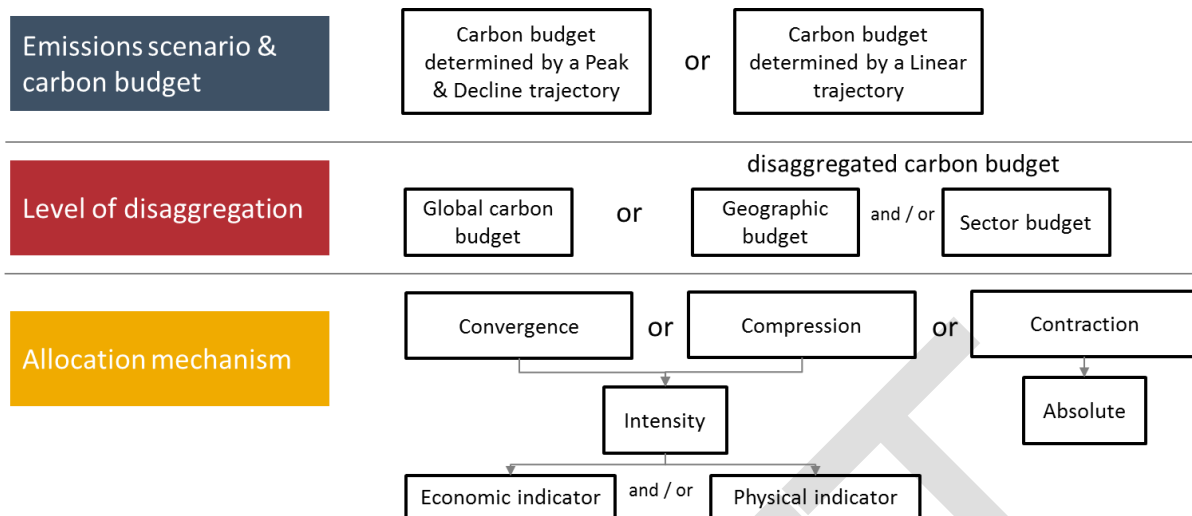 Emissions scenario &
carbon budget
Carbon budget
determined by a Peak
& Decline trajectory
or
Carbon budget
determined by a Linear
trajectory
Level of disaggregation
disaggregated carbon budget
Global carbon
budget
or
Geographic
budget
and / or
Sector budget
Allocation mechanism
Convergence
or
Compression
or
Contraction
Intensity
Absolute
Economic indicator
and / or
Physical indicator